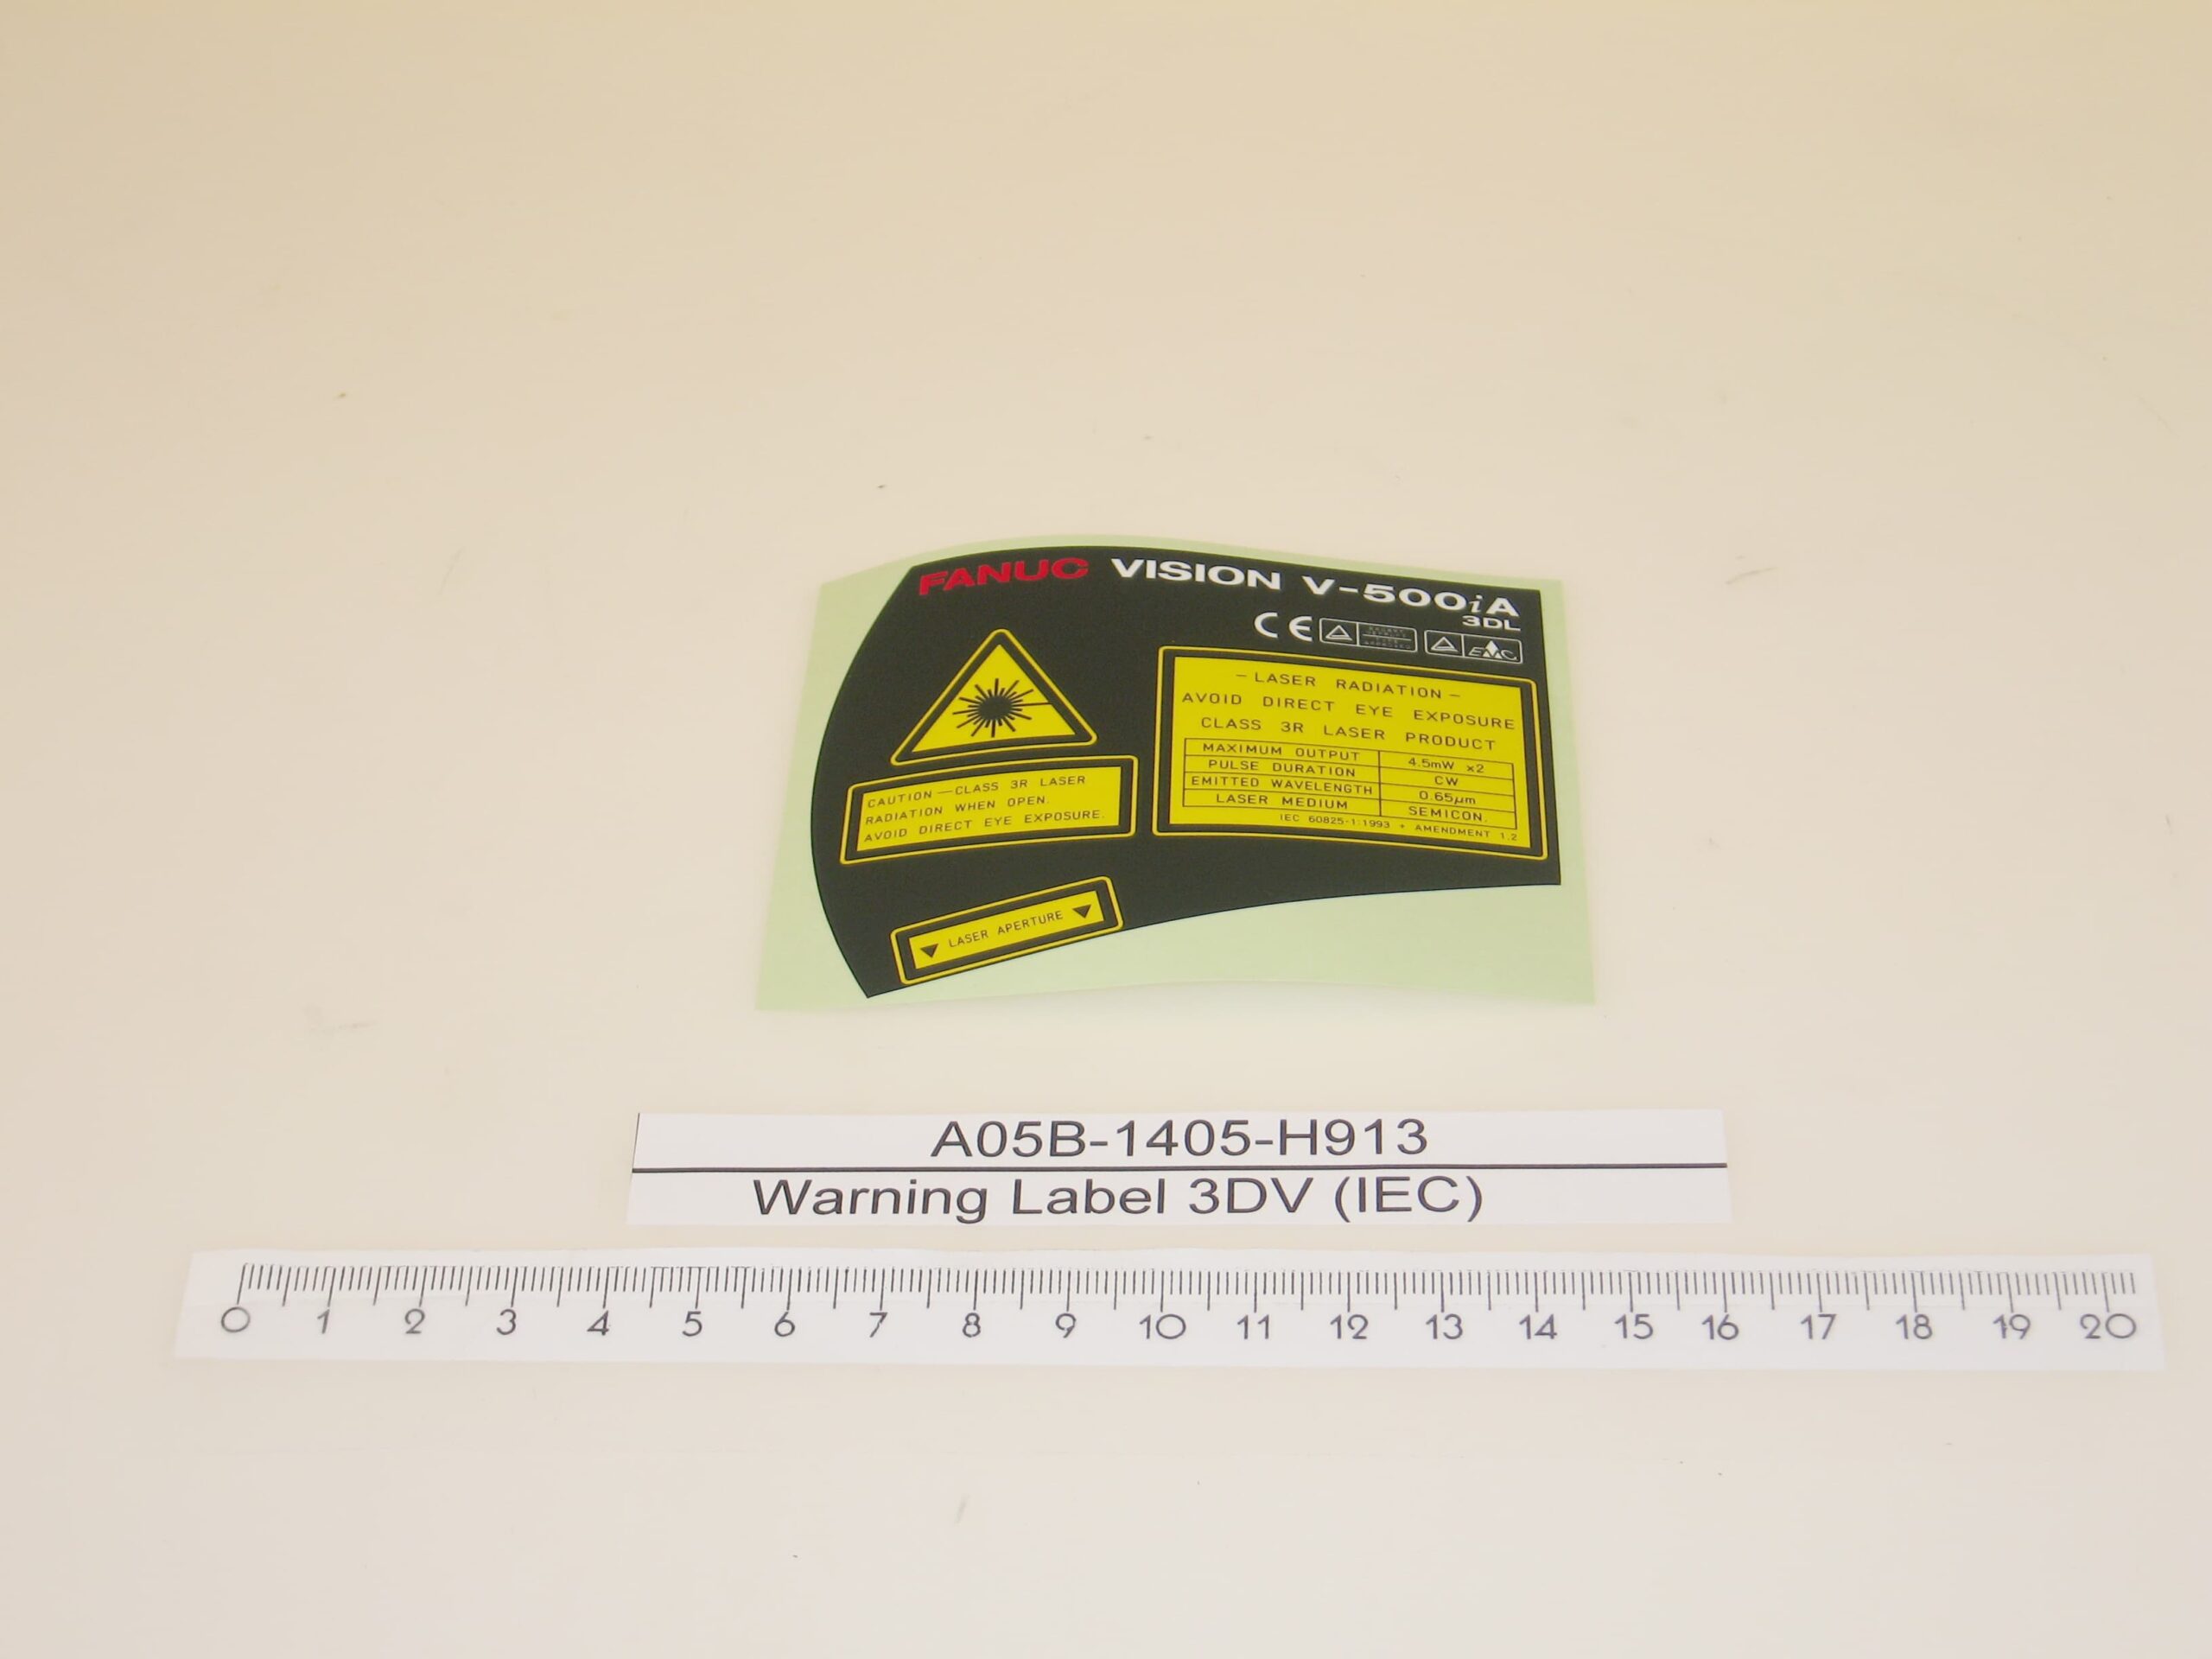 FANUC VISION V-500iA
3DL
CE
EMC
CAUTION—CLASS 3R LASER
RADIATION WHEN OPEN.
AVOID DIRECT EYE EXPOSURE.
LASER APERTURE
– LASER RADIATION –
AVOID DIRECT EYE EXPOSURE
CLASS 3R LASER PRODUCT
MAXIMUM OUTPUT 4.5mW x2
PULSE DURATION CW
EMITTED WAVELENGTH 0.65μm
LASER MEDIUM SEMICON.
IEC 60825-1:1993 + AMENDMENT 1.2
A05B-1405-H913
Warning Label 3DV (IEC)
0 1 2 3 4 5 6 7 8 9 10 11 12 13 14 15 16 17 18 19 20